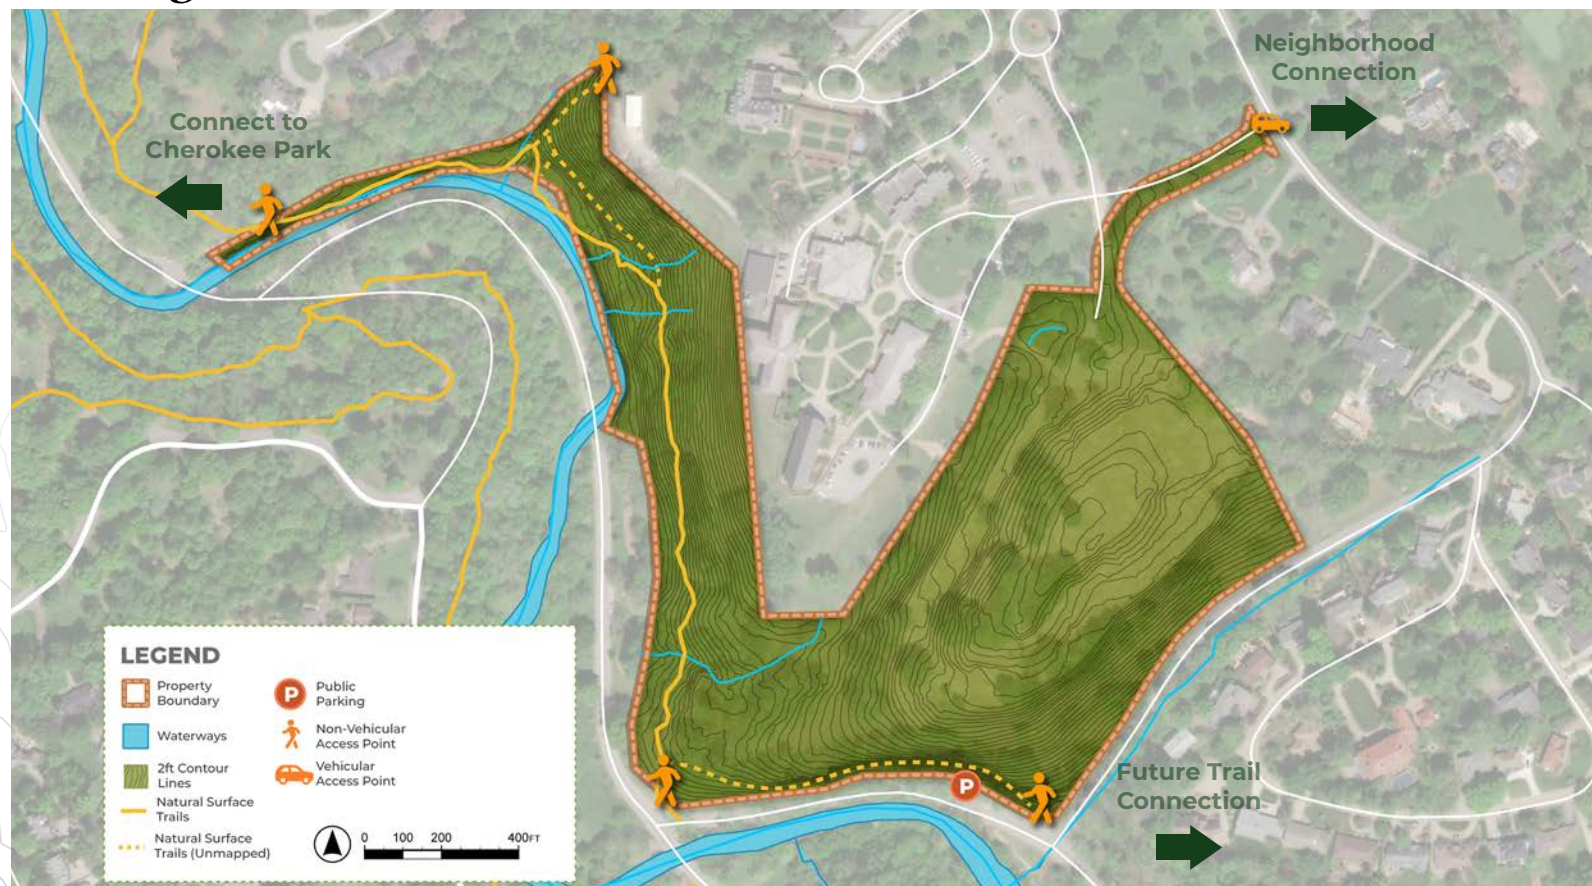 Neighborhood
Connection
Connect to
Cherokee Park
Future Trail
Connection
P
LEGEND
Property
Boundary
P
Public
Parking
Waterways
Non-Vehicular
Access Point
2ft Contour
Lines
Vehicular
Access Point
Natural Surface
Trails
Natural Surface
Trails (Unmapped)
0 100 200 400FT